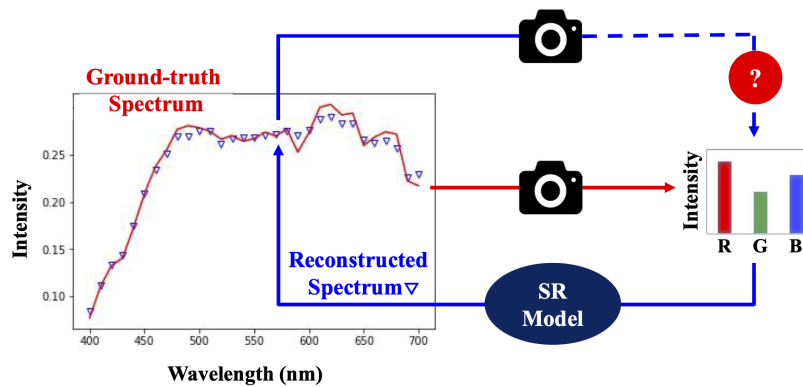 Ground-truth
Spectrum
?
Intensity
0.25
0.20
0.15
0.10
400
450
500
550
600
650
700
Wavelength (nm)
Reconstructed
Spectrum▽
SR
Model
Intensity
R
G
B